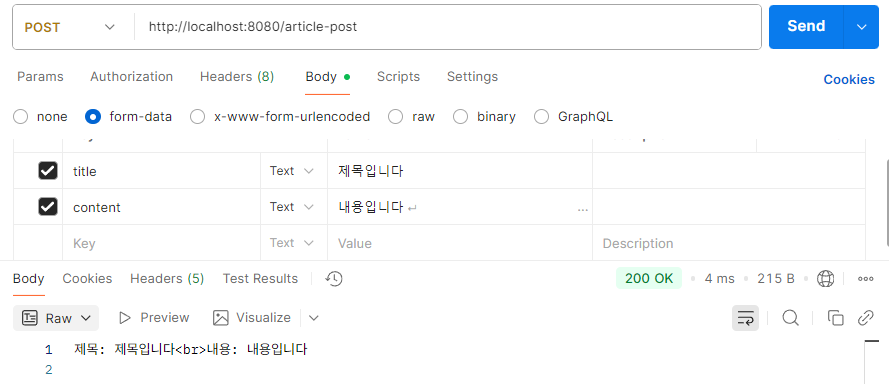 POST http://localhost:8080/article-post Send
Params Authorization Headers (8) Body Scripts Settings Cookies
none form-data x-www-form-urlencoded raw binary GraphQL
title Text 제목입니다
content Text 내용입니다 ↵ ...
Key Text Value Description
Body Cookies Headers (5) Test Results 200 OK 4 ms 215 B
Raw Preview Visualize
1 제목: 제목입니다<br>내용: 내용입니다
2